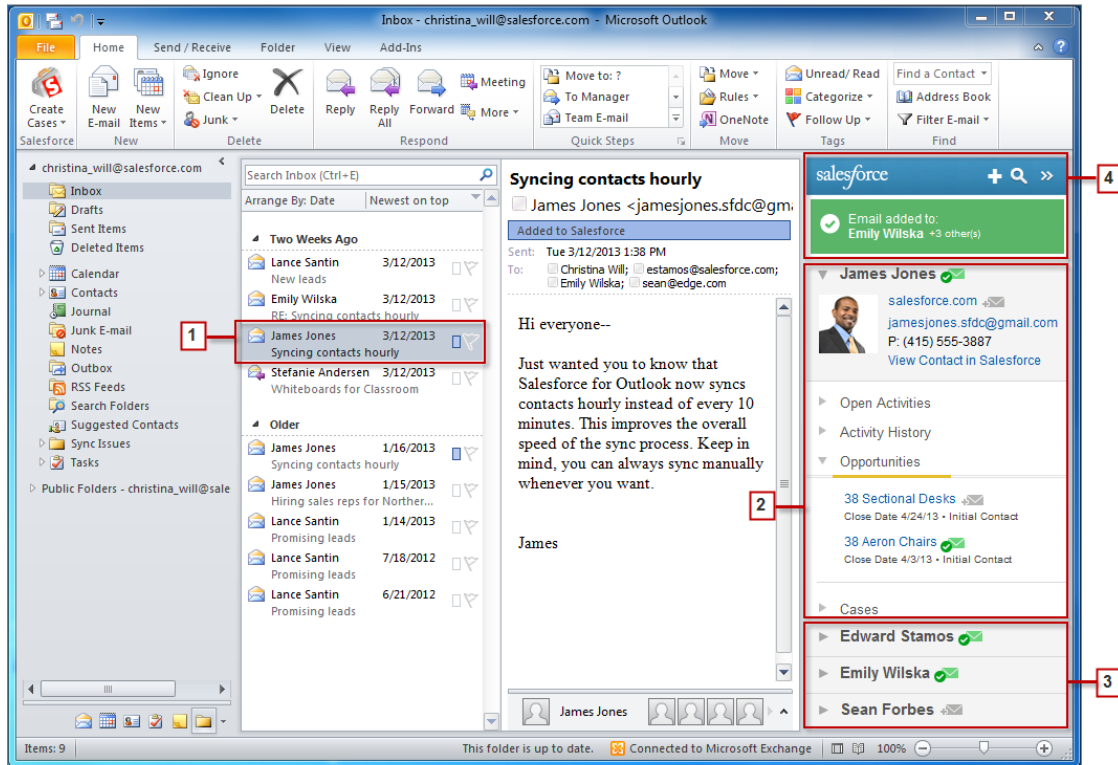 Inbox - christina_will@salesforce.com - Microsoft Outlook
File Home Send / Receive Folder View Add-Ins
Create Cases
New E-mail
New Items
Ignore
Clean Up
Junk
Delete
Reply
Reply All
Forward
Meeting
More
Move to: ?
To Manager
Team E-mail
Move
Rules
OneNote
Unread/ Read
Categorize
Follow Up
Find a Contact
Address Book
Filter E-mail
Salesforce New Delete Respond Quick Steps Move Tags Find
christina_will@salesforce.com
Inbox
Drafts
Sent Items
Deleted Items
Calendar
Contacts
Journal
Junk E-mail
Notes
Outbox
RSS Feeds
Search Folders
Suggested Contacts
Sync Issues
Tasks
Public Folders - christina_will@sale
Search Inbox (Ctrl+E)
Arrange By: Date Newest on top
Two Weeks Ago
Lance Santin 3/12/2013
New leads
Emily Wilska 3/12/2013
RE: Syncing contacts hourly
1
James Jones 3/12/2013
Syncing contacts hourly
Stefanie Andersen 3/12/2013
Whiteboards for Classroom
Older
James Jones 1/16/2013
Syncing contacts hourly
James Jones 1/15/2013
Hiring sales reps for Norther...
Lance Santin 1/14/2013
Promising leads
Lance Santin 7/18/2012
Promising leads
Lance Santin 6/21/2012
Promising leads
Syncing contacts hourly
James Jones <jamesjones.sfdc@gm
Added to Salesforce
Sent: Tue 3/12/2013 1:38 PM
To: Christina Will; estamos@salesforce.com;
Emily Wilska; sean@edge.com
Hi everyone--
Just wanted you to know that
Salesforce for Outlook now syncs
contacts hourly instead of every 10
minutes. This improves the overall
speed of the sync process. Keep in
mind, you can always sync manually
whenever you want.
James
James Jones
salesforce
4
Email added to:
Emily Wilska +3 other(s)
James Jones
salesforce.com
jamesjones.sfdc@gmail.com
P: (415) 555-3887
View Contact in Salesforce
Open Activities
Activity History
Opportunities
2
38 Sectional Desks
Close Date 4/24/13 • Initial Contact
38 Aeron Chairs
Close Date 4/3/13 • Initial Contact
Cases
Edward Stamos
Emily Wilska
3
Sean Forbes
Items: 9 This folder is up to date. Connected to Microsoft Exchange 100%